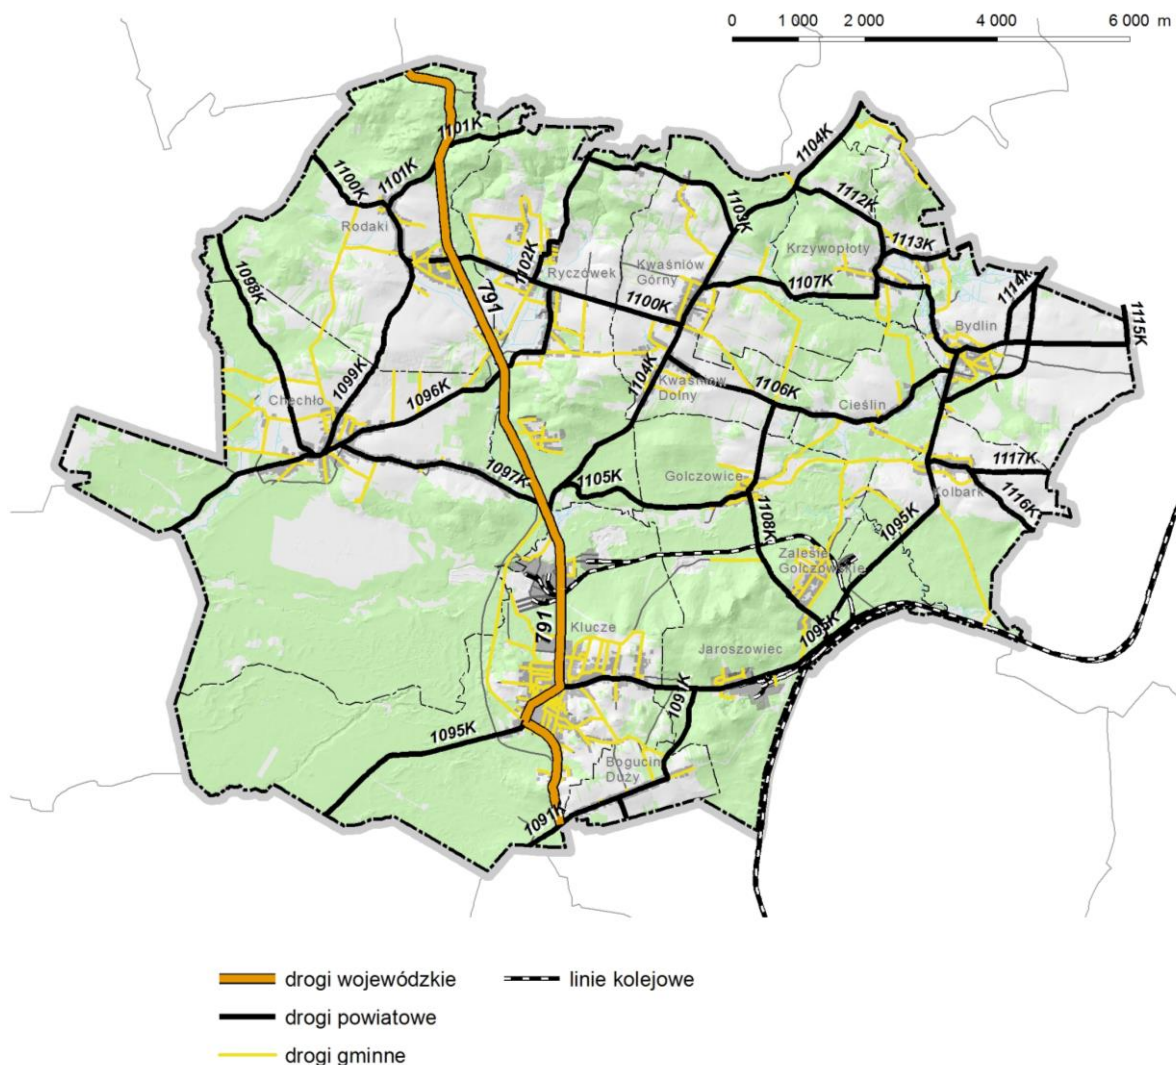 0 1 000 2 000 4 000 6 000 m
1101K
1104K
1100K
1101K
1112K
Rodaki
1103K
1113K
Krzywopłoty
1098K
1102K
Ryczówek
Kwaśniów
Górny
1107K
1114K
791
1100K
1115K
Bydlin
1099K
1104K
Kwaśniów
Dolny
1106K
Chechło
1096K
Cieślin
1097K
1105K
Golczowice
1117K
Kolbark
1116K
1108K
1095K
Zalesie
Golczowskie
791
Klucze
1095K
Jaroszowiec
1091K
1095K
Bogucin
Duży
1091K
drogi wojewódzkie
linie kolejowe
drogi powiatowe
drogi gminne